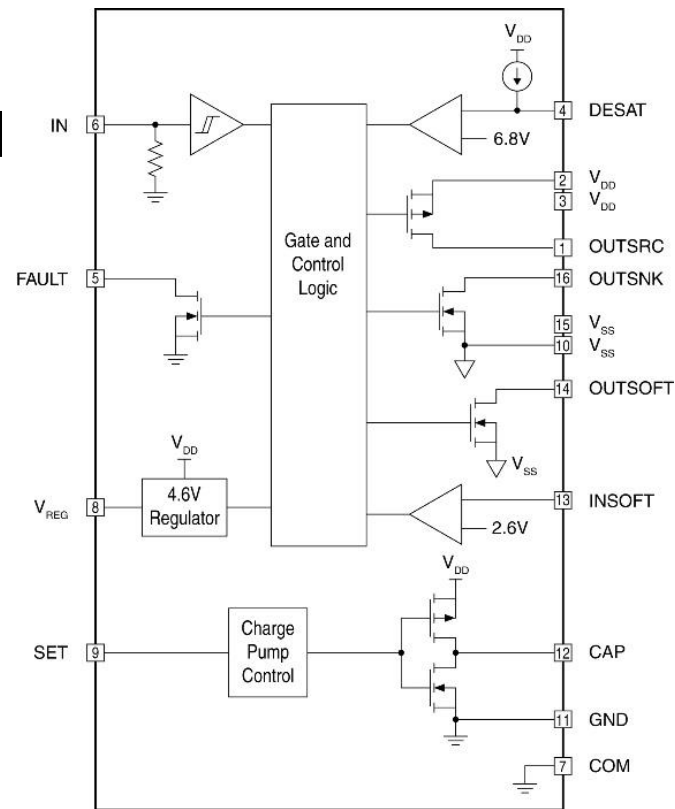 V_DD
IN
6
4
DESAT
6.8V
2
V_DD
3
V_DD
1
OUTSRC
Gate and
Control
Logic
FAULT
5
16
OUTSNK
15
V_SS
10
V_SS
14
OUTSOFT
V_DD
V_SS
V_REG
8
4.6V
Regulator
13
INSOFT
2.6V
V_DD
SET
9
Charge
Pump
Control
12
CAP
11
GND
7
COM